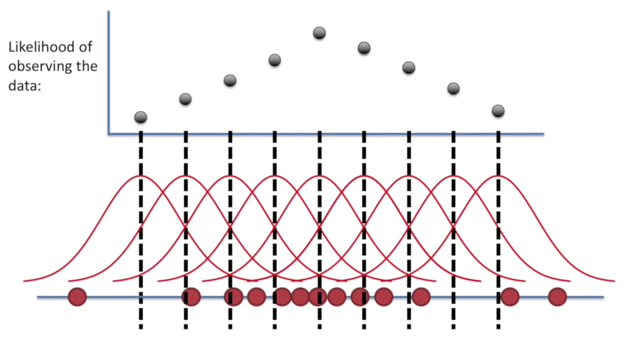 Likelihood of
observing the
data: